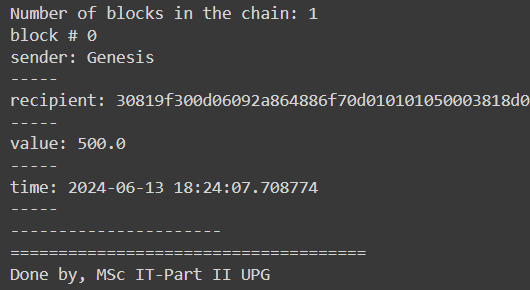 Number of blocks in the chain: 1
block # 0
sender: Genesis
-----
recipient: 30819f300d06092a864886f70d010101050003818d0
-----
value: 500.0
-----
time: 2024-06-13 18:24:07.708774
-----
----------------------
=====================================
Done by, MSc IT-Part II UPG